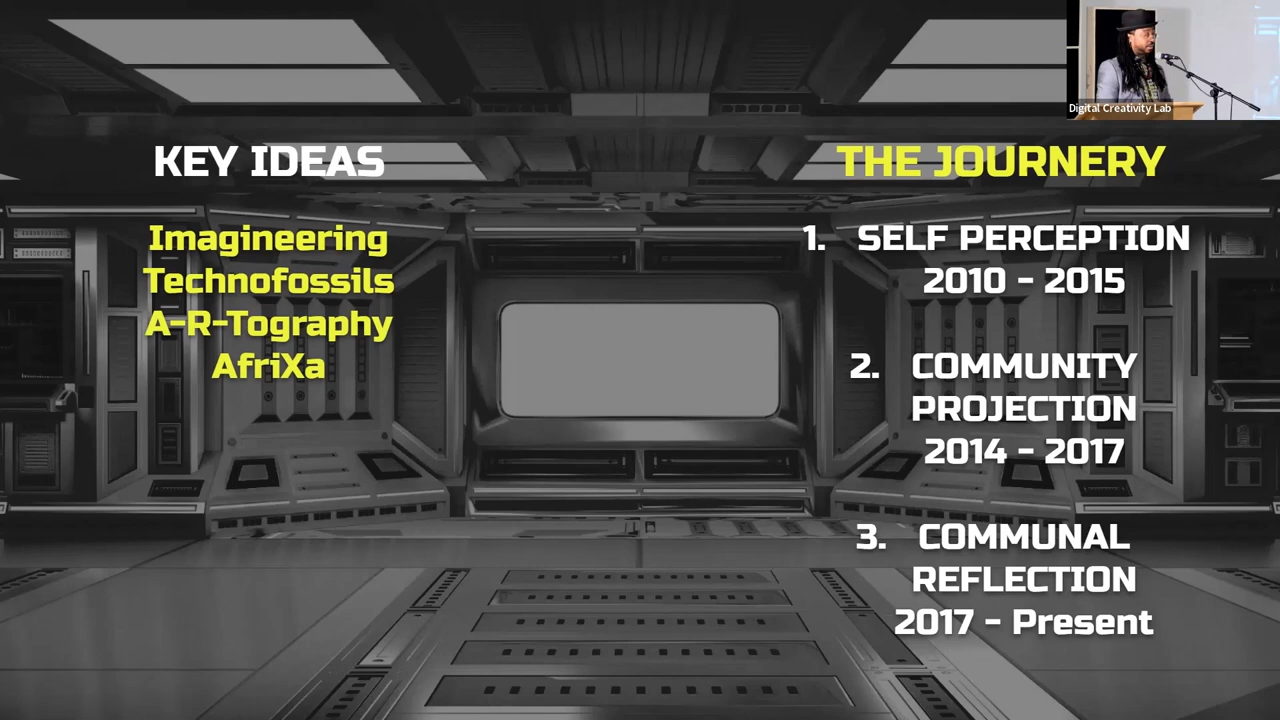 Digital Creativity Lab
KEY IDEAS
Imagineering
Technofossils
A-R-Tography
AfriXa
THE JOURNERY
1. SELF PERCEPTION
2010 - 2015
2. COMMUNITY
PROJECTION
2014 - 2017
3. COMMUNAL
REFLECTION
2017 - Present